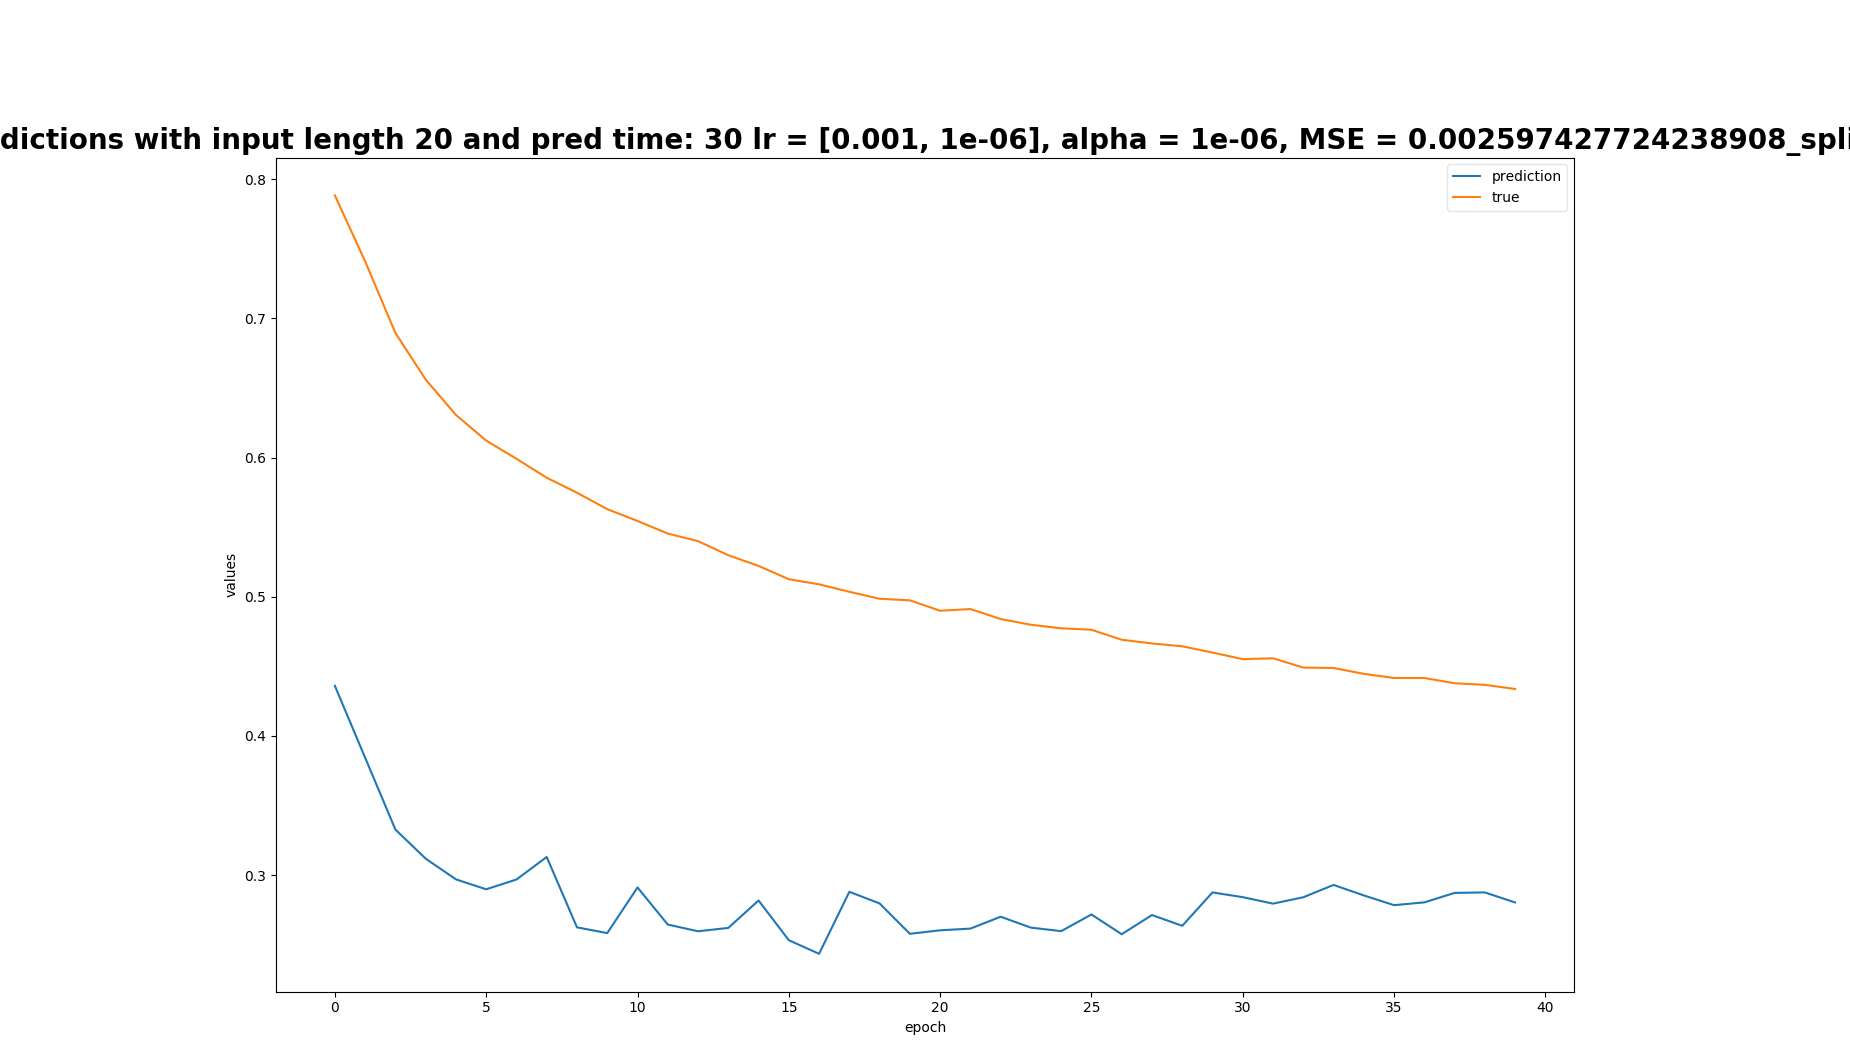 dictions with input length 20 and pred time: 30 lr = [0.001, 1e-06], alpha = 1e-06, MSE = 0.002597427724238908_spli
prediction
true
0.8
0.7
0.6
0.5
0.4
0.3
values
0 5 10 15 20 25 30 35 40
epoch